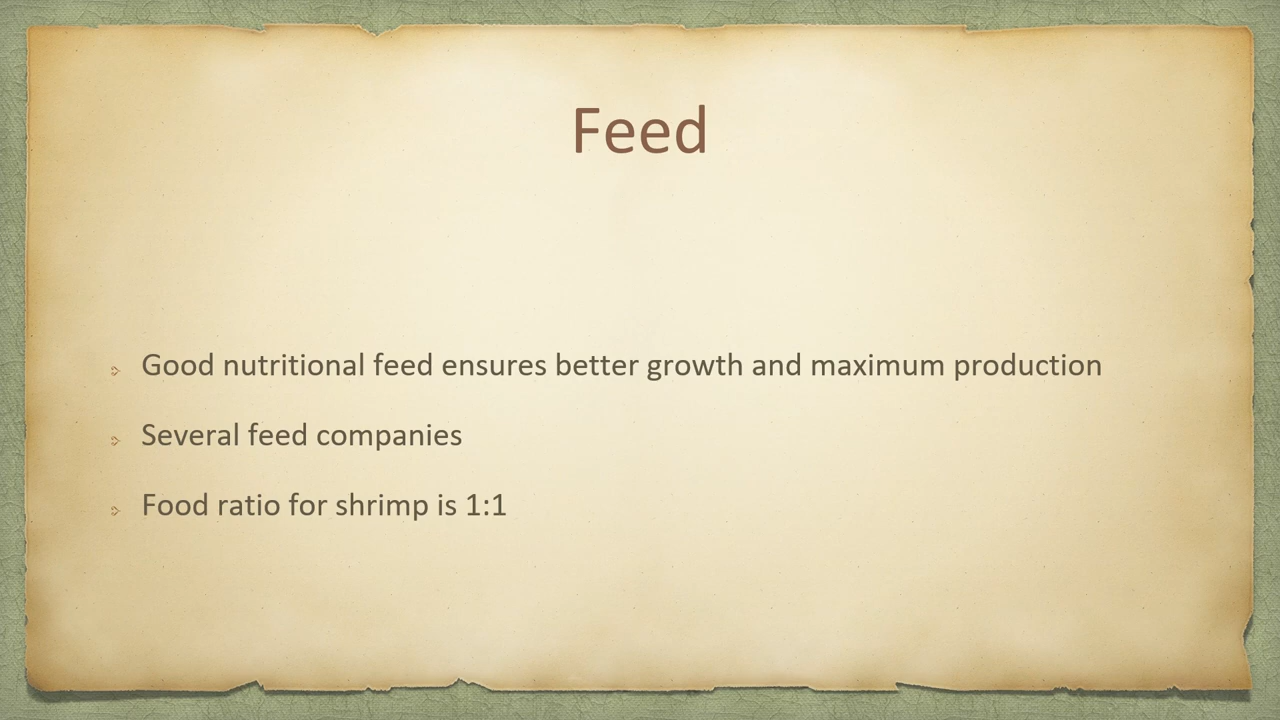 Feed
Good nutritional feed ensures better growth and maximum production
Several feed companies
Food ratio for shrimp is 1:1